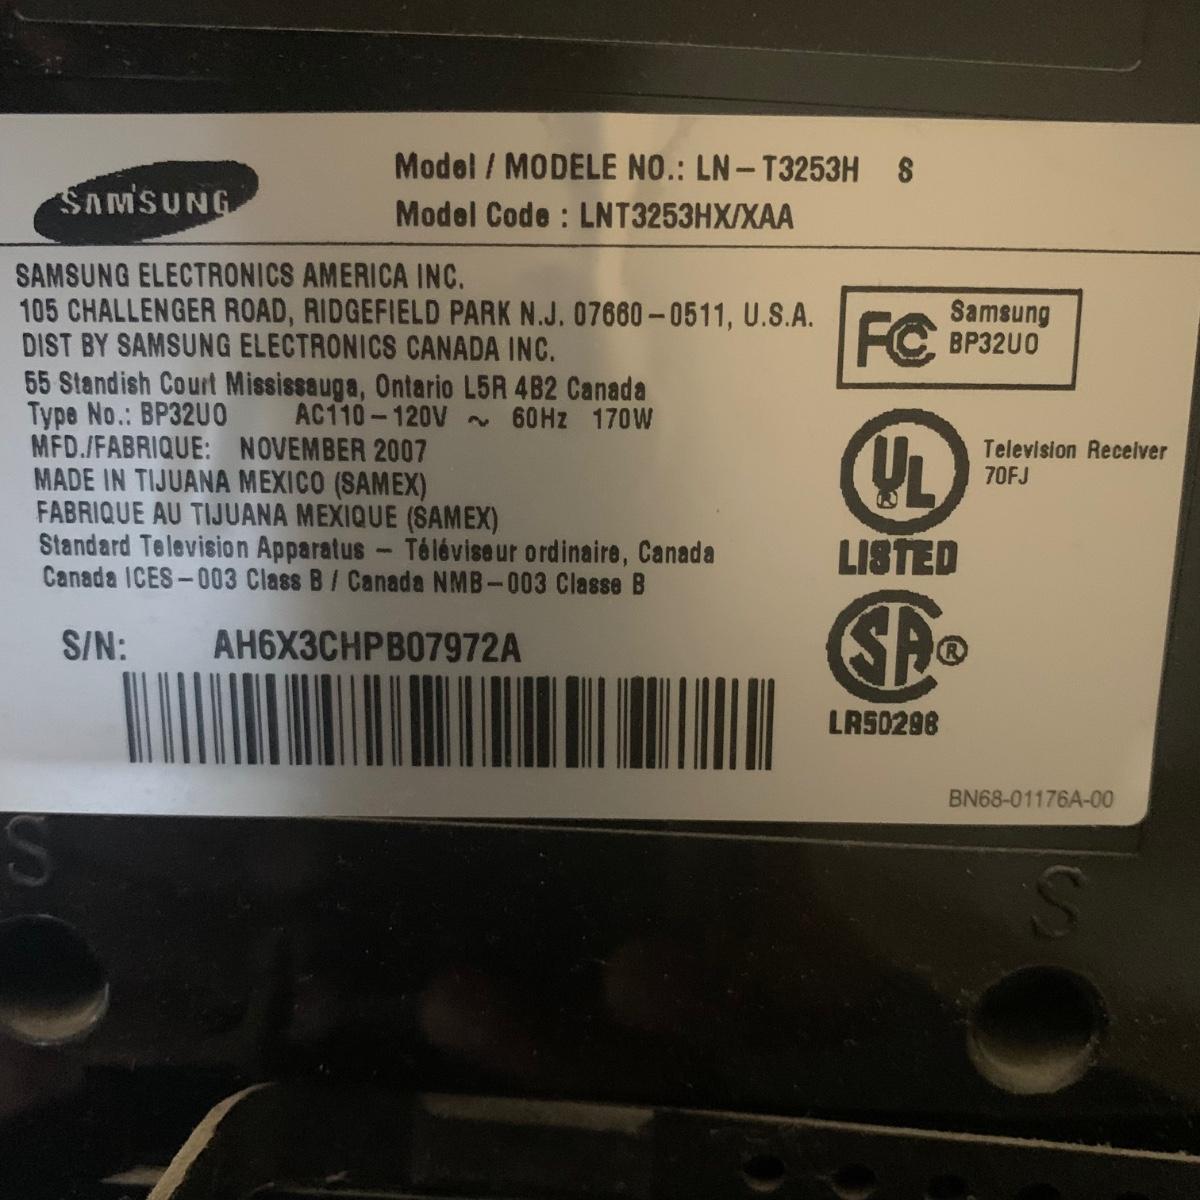 SAMSUNG
Model / MODELE NO.: LN-T3253H S
Model Code : LNT3253HX/XAA
SAMSUNG ELECTRONICS AMERICA INC.
105 CHALLENGER ROAD, RIDGEFIELD PARK N.J. 07660-0511, U.S.A.
DIST BY SAMSUNG ELECTRONICS CANADA INC.
55 Standish Court Mississauga, Ontario L5R 4B2 Canada
Type No.: BP32UO AC110-120V ~ 60Hz 170W
MFD./FABRIQUE: NOVEMBER 2007
MADE IN TIJUANA MEXICO (SAMEX)
FABRIQUE AU TIJUANA MEXIQUE (SAMEX)
Standard Television Apparatus - Téléviseur ordinaire, Canada
Canada ICES-003 Class B / Canada NMB-003 Classe B
S/N: AH6X3CHPB07972A
FC Samsung
BP32UO
UL ® Television Receiver
70FJ
LISTED
SA ®
LR50298
BN68-01176A-00
S
S